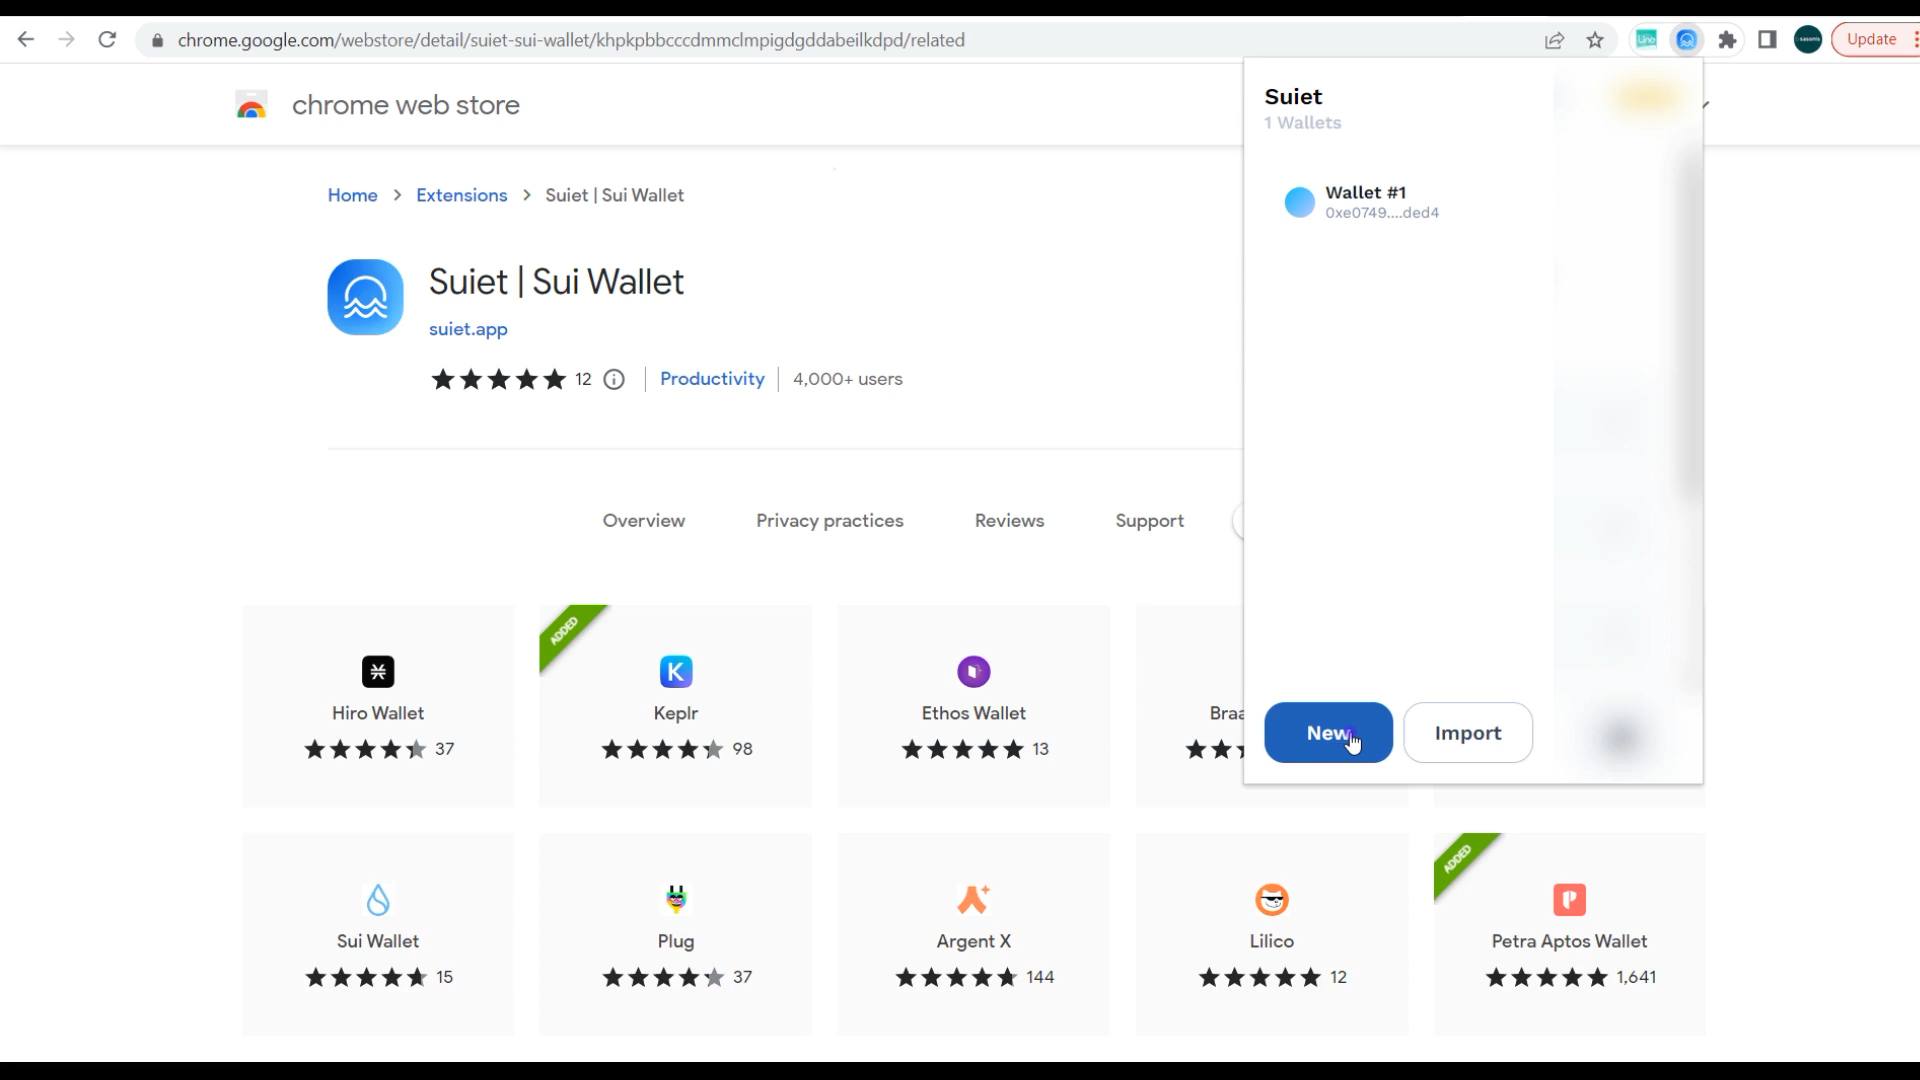 chrome.google.com/webstore/detail/suiet-sui-wallet/khpkpbbcccdmmclmpigdgddabeilkdpd/related
Update
chrome web store
Suiet
1 Wallets
Wallet #1
0xe0749....ded4
New
Import
Home > Extensions > Suiet | Sui Wallet
Suiet | Sui Wallet
suiet.app
12
Productivity
4,000+ users
Overview
Privacy practices
Reviews
Support
ADDED
Hiro Wallet
37
Keplr
98
Ethos Wallet
13
Braa
ADDED
Sui Wallet
15
Plug
37
Argent X
144
Lilico
12
Petra Aptos Wallet
1,641